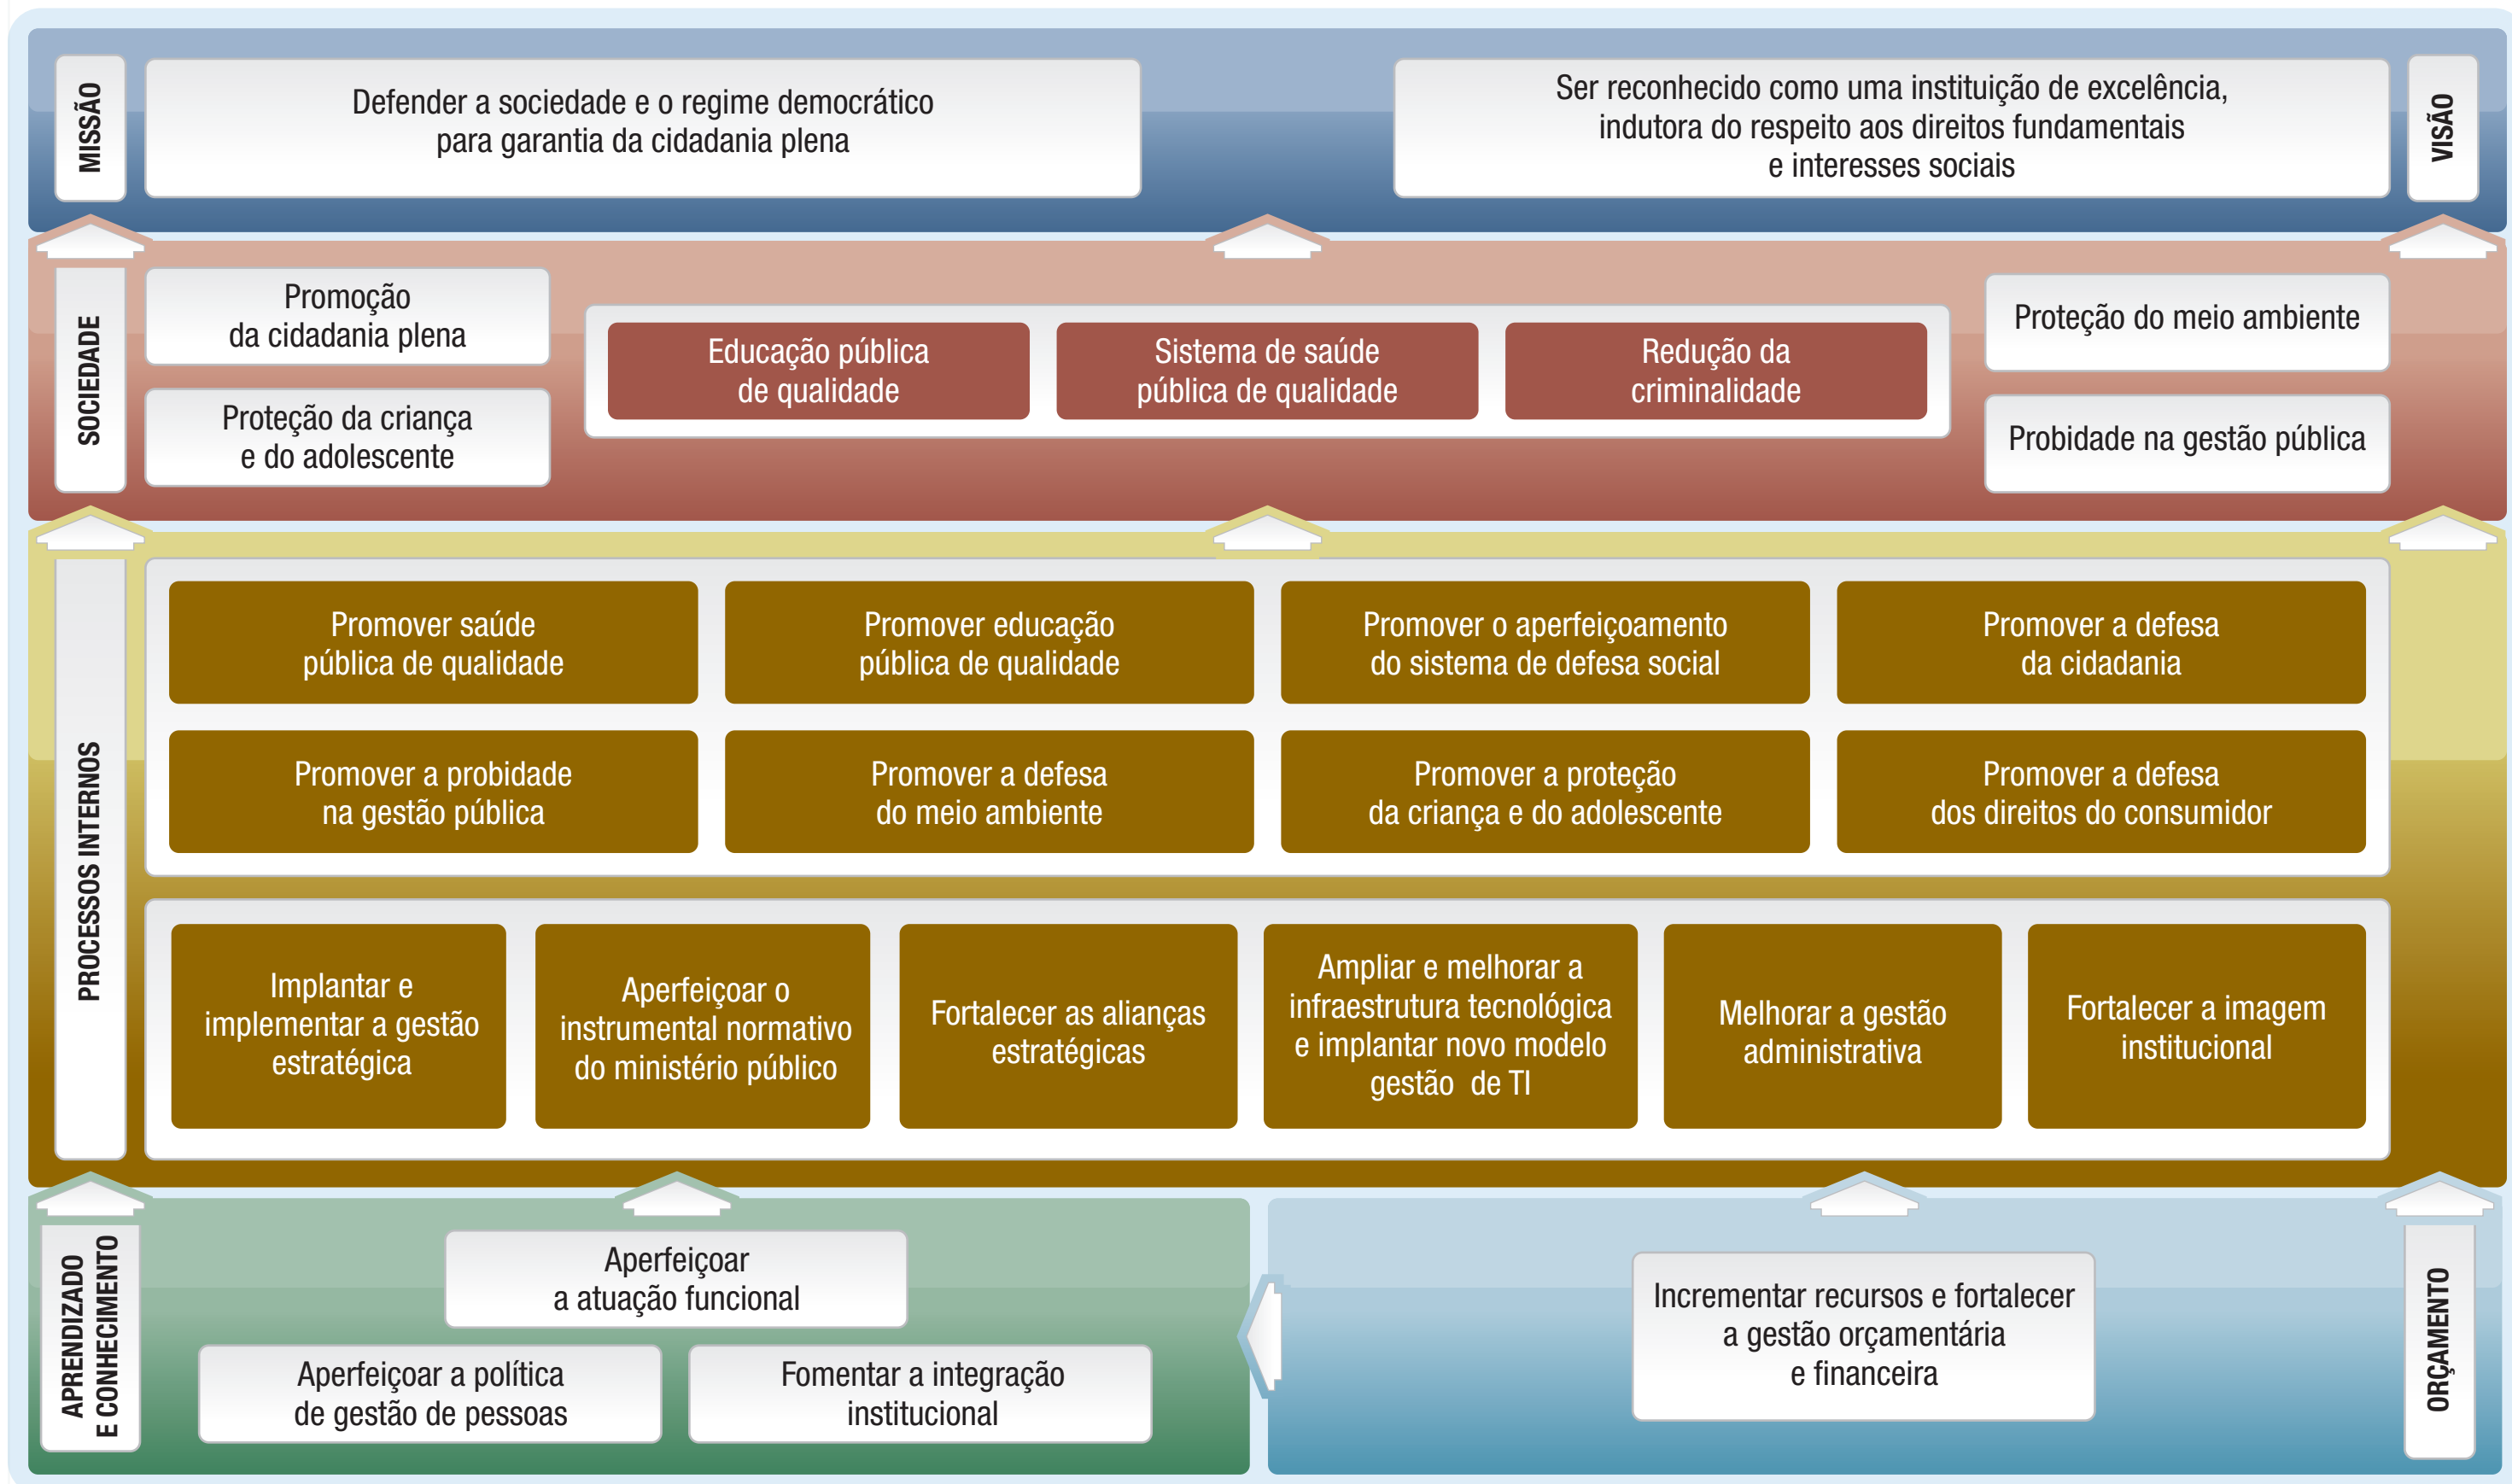 MISSÃO
Defender a sociedade e o regime democrático
para garantia da cidadania plena
Ser reconhecido como uma instituição de excelência,
indutora do respeito aos direitos fundamentais
e interesses sociais
VISÃO
SOCIEDADE
Promoção
da cidadania plena
Proteção da criança
e do adolescente
Educação pública
de qualidade
Sistema de saúde
pública de qualidade
Redução da
criminalidade
Proteção do meio ambiente
Probidade na gestão pública
PROCESSOS INTERNOS
Promover saúde
pública de qualidade
Promover educação
pública de qualidade
Promover o aperfeiçoamento
do sistema de defesa social
Promover a defesa
da cidadania
Promover a probidade
na gestão pública
Promover a defesa
do meio ambiente
Promover a proteção
da criança e do adolescente
Promover a defesa
dos direitos do consumidor
Implantar e
implementar a gestão
estratégica
Aperfeiçoar o
instrumental normativo
do ministério público
Fortalecer as alianças
estratégicas
Ampliar e melhorar a
infraestrutura tecnológica
e implantar novo modelo
gestão de TI
Melhorar a gestão
administrativa
Fortalecer a imagem
institucional
APRENDIZADO
E CONHECIMENTO
Aperfeiçoar
a atuação funcional
Aperfeiçoar a política
de gestão de pessoas
Fomentar a integração
institucional
Incrementar recursos e fortalecer
a gestão orçamentária
e financeira
ORÇAMENTO